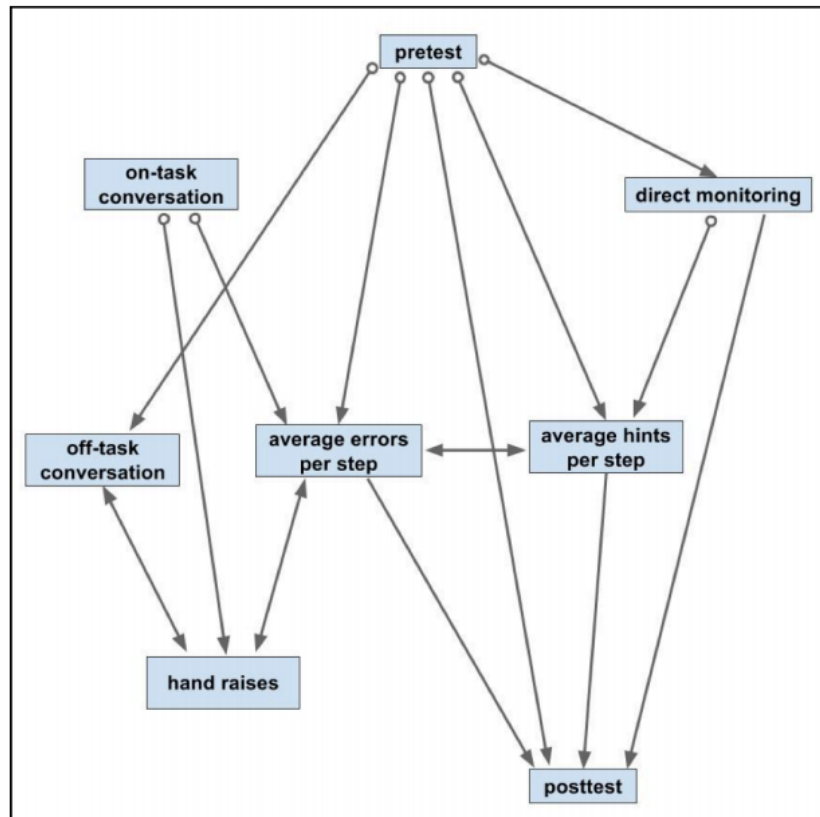 pretest
on-task
conversation
direct monitoring
off-task
conversation
average errors
per step
average hints
per step
hand raises
posttest